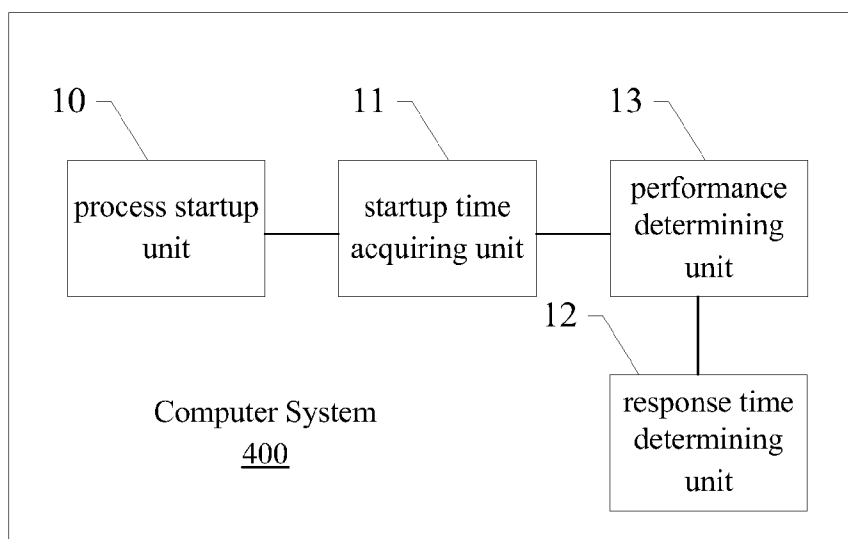 10
process startup
unit
11
startup time
acquiring unit
13
performance
determining
unit
12
response time
determining
unit
Computer System
400